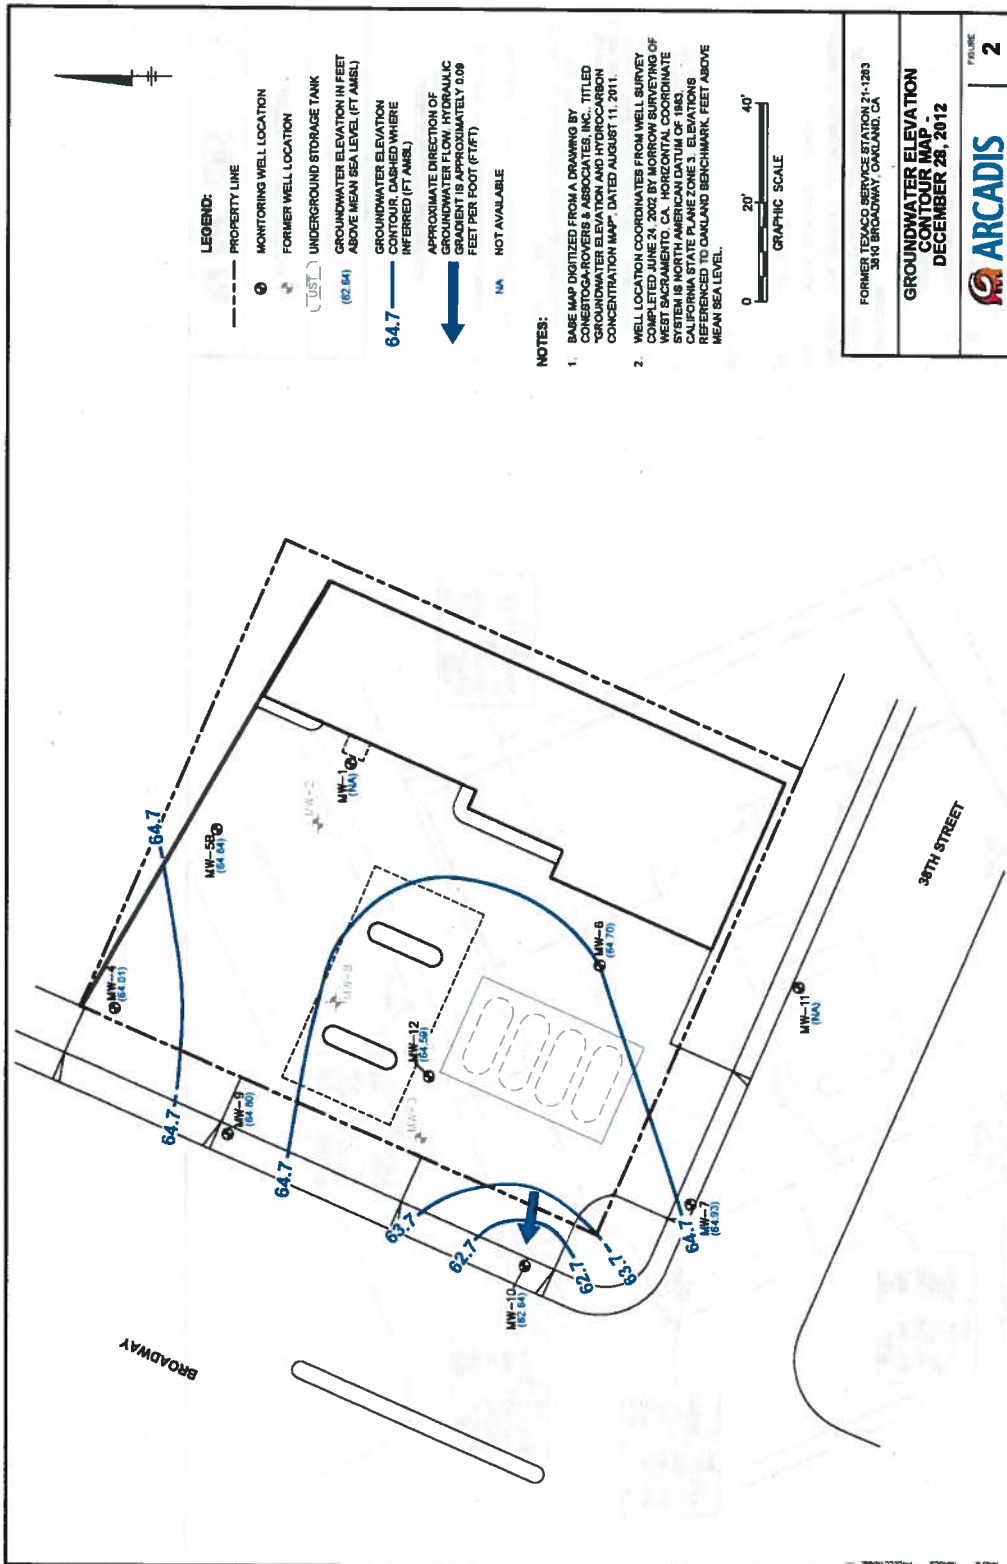 LEGEND:
PROPERTY LINE
MONITORING WELL LOCATION
FORMER WELL LOCATION
UST
UNDERGROUND STORAGE TANK
(62.64)
GROUNDWATER ELEVATION IN FEET
ABOVE MEAN SEA LEVEL (FT AMSL)
64.7
GROUNDWATER ELEVATION
CONTOUR, DASHED WHERE
INFERRED (FT AMSL)
APPROXIMATE DIRECTION OF
GROUNDWATER FLOW, HYDRAULIC
GRADIENT IS APPROXIMATELY 0.09
FEET PER FOOT (FT/FT)
NA
NOT AVAILABLE
NOTES:
1. BASE MAP DIGITIZED FROM A DRAWING BY
CONESTOGA-ROVERS & ASSOCIATES, INC., TITLED
"GROUNDWATER ELEVATION AND HYDROCARBON
CONCENTRATION MAP", DATED AUGUST 11, 2011.
2. WELL LOCATION COORDINATES FROM WELL SURVEY
COMPLETED JUNE 24, 2002 BY MORROW SURVEYING OF
WEST SACRAMENTO, CA. HORIZONTAL COORDINATE
SYSTEM IS NORTH AMERICAN DATUM OF 1983,
CALIFORNIA STATE PLANE ZONE 3. ELEVATIONS
REFERENCED TO OAKLAND BENCHMARK, FEET ABOVE
MEAN SEA LEVEL.
0 20' 40'
GRAPHIC SCALE
FORMER TEXACO SERVICE STATION 21-1283
3810 BROADWAY, OAKLAND, CA
GROUNDWATER ELEVATION
CONTOUR MAP -
DECEMBER 28, 2012
ARCADIS
FIGURE
2
BROADWAY
38TH STREET
MW-4
(64.01)
64.7
64.7
MW-5B
(64.84)
MW-9
(64.80)
64.7
MW-2
MW-1
(NA)
MW-8
MW-12
(64.59)
MW-3
63.7
62.7
MW-10
(62.64)
62.7
63.7
MW-6
(64.70)
64.7
MW-7
(64.93)
MW-11
(NA)